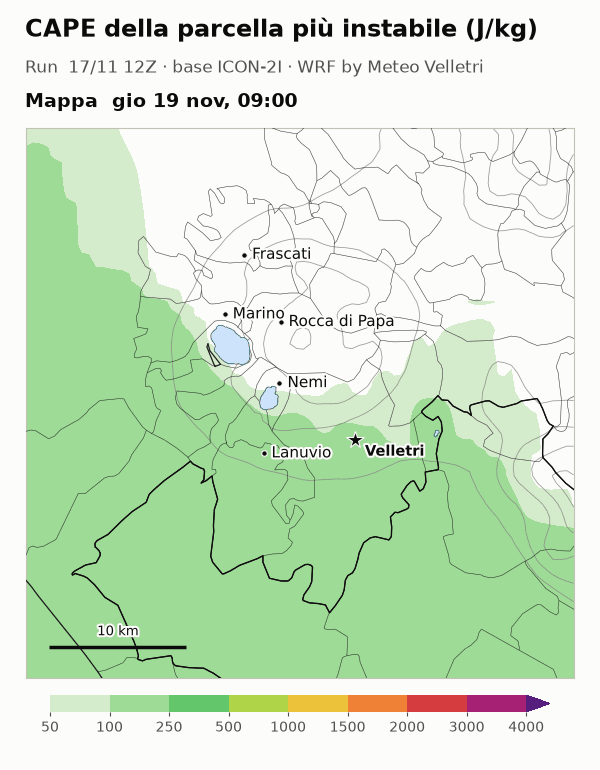 CAPE della parcella più instabile (J/kg)
Run  17/11 12Z · base ICON-2I · WRF by Meteo Velletri
Mappa  gio 19 nov, 09:00
Frascati
Marino
Rocca di Papa
Nemi
Velletri
Lanuvio
10 km
50 100 250 500 1000 1500 2000 3000 4000